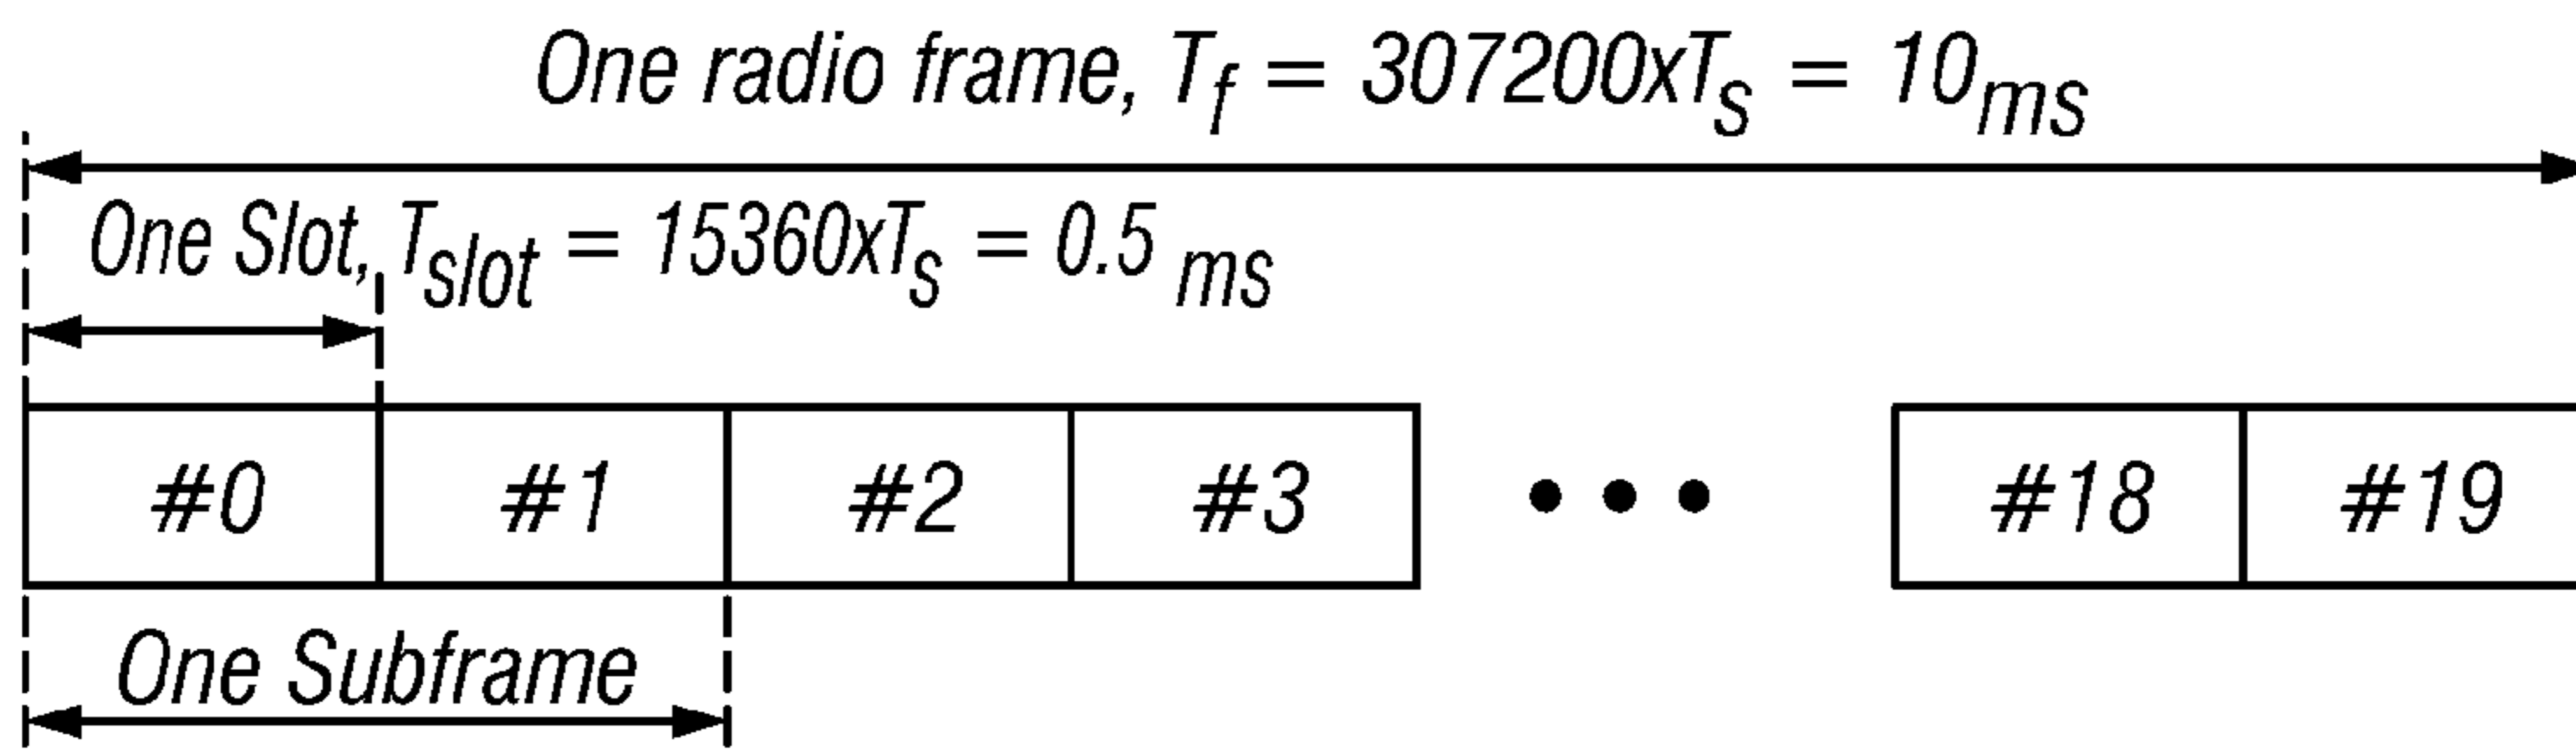 One radio frame, Tf = 307200xTs = 10ms
One Slot, Tslot = 15360xTs = 0.5 ms
#0 #1 #2 #3 ••• #18 #19
One Subframe